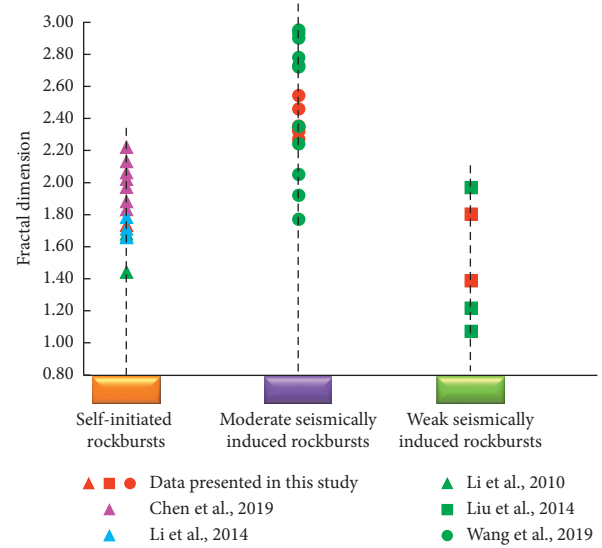 3.00
2.80
2.60
2.40
2.20
2.00
1.80
1.60
1.40
1.20
1.00
0.80
Fractal dimension
Self-initiated
rockbursts
Moderate seismically
induced rockbursts
Weak seismically
induced rockbursts
Data presented in this study
Chen et al., 2019
Li et al., 2014
Li et al., 2010
Liu et al., 2014
Wang et al., 2019